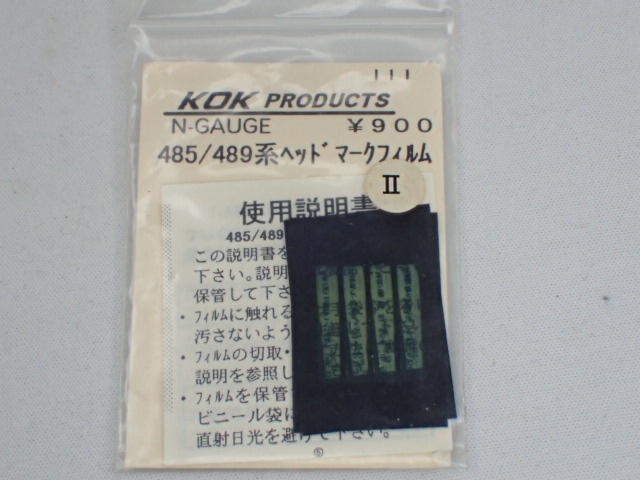 111
KOK PRODUCTS
N-GAUGE ¥900
485/489系ヘッドマークフィルム
II
使用説明書
485/489
この説明書を
下さい。説明
保管して下さ
・フィルムに触れる
汚さないよう
・フィルムの切取・
説明を参照し
・フィルムを保管
ビニール袋に
直射日光を避けて下さい。